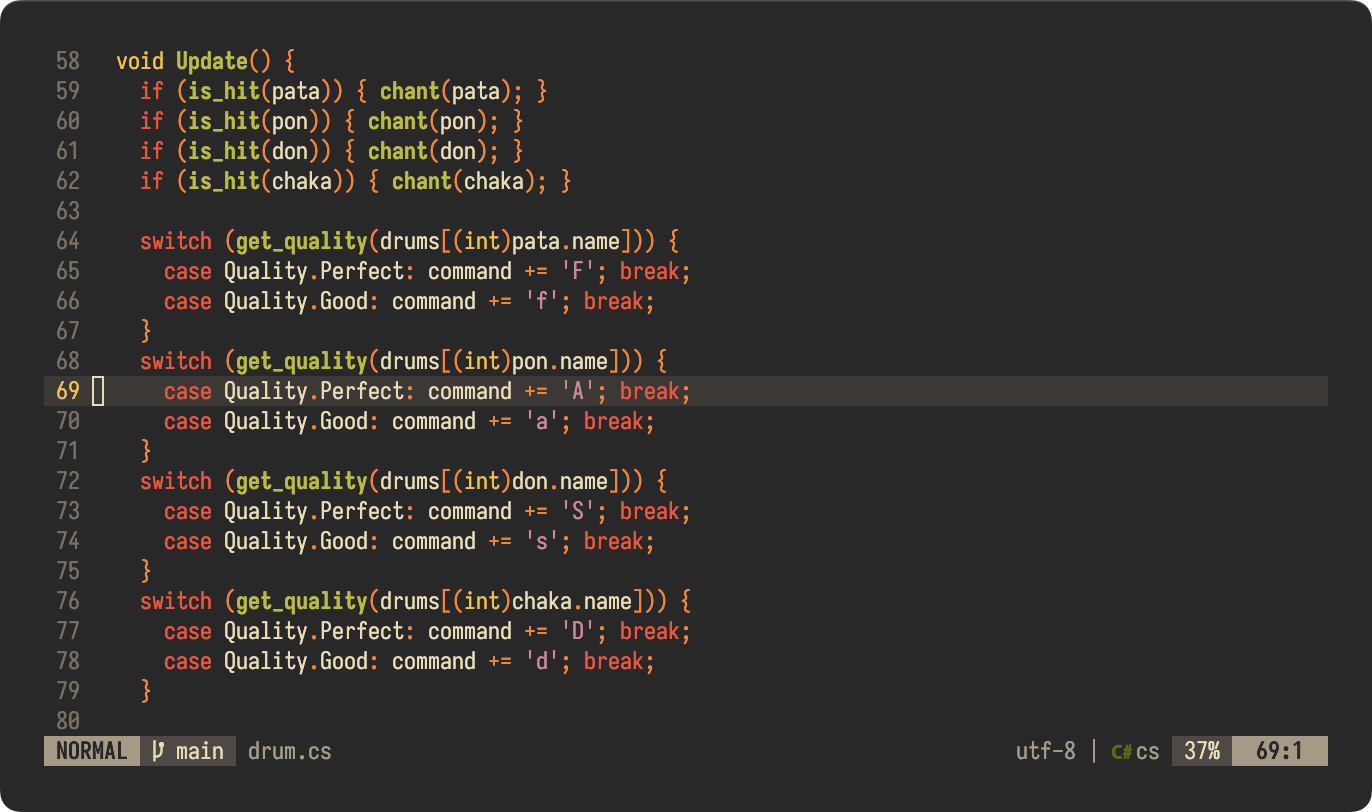 58   void Update() {
59     if (is_hit(pata)) { chant(pata); }
60     if (is_hit(pon)) { chant(pon); }
61     if (is_hit(don)) { chant(don); }
62     if (is_hit(chaka)) { chant(chaka); }
63
64     switch (get_quality(drums[(int)pata.name])) {
65       case Quality.Perfect: command += 'F'; break;
66       case Quality.Good: command += 'f'; break;
67     }
68     switch (get_quality(drums[(int)pon.name])) {
69       case Quality.Perfect: command += 'A'; break;
70       case Quality.Good: command += 'a'; break;
71     }
72     switch (get_quality(drums[(int)don.name])) {
73       case Quality.Perfect: command += 'S'; break;
74       case Quality.Good: command += 's'; break;
75     }
76     switch (get_quality(drums[(int)chaka.name])) {
77       case Quality.Perfect: command += 'D'; break;
78       case Quality.Good: command += 'd'; break;
79     }
80
NORMAL main drum.cs utf-8 | C# cs 37% 69:1